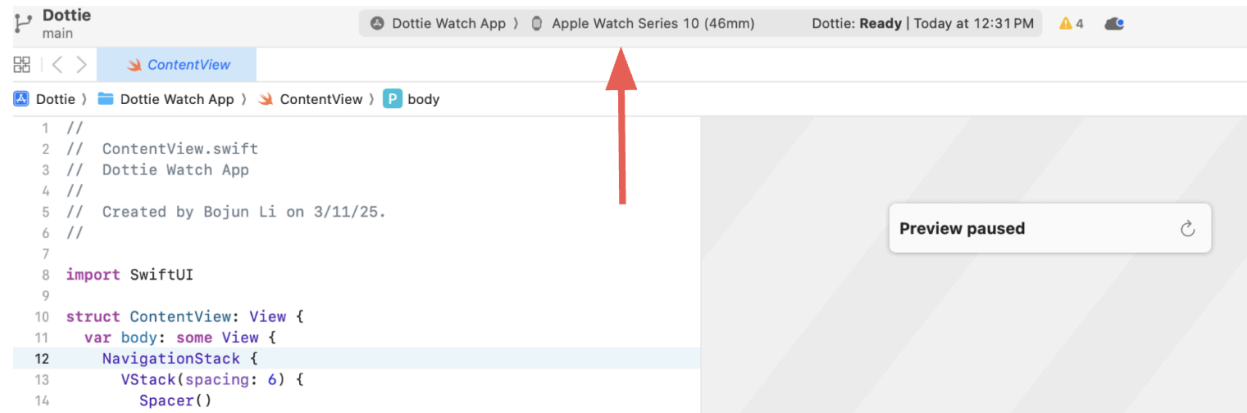 Dottie
main
Dottie Watch App 〉 Apple Watch Series 10 (46mm) Dottie: Ready | Today at 12:31 PM 4
ContentView
Dottie 〉 Dottie Watch App 〉 ContentView 〉 P body
1 //
2 //  ContentView.swift
3 //  Dottie Watch App
4 //
5 //  Created by Bojun Li on 3/11/25.
6 //
7
8 import SwiftUI
9
10 struct ContentView: View {
11   var body: some View {
12     NavigationStack {
13       VStack(spacing: 6) {
14         Spacer()
Preview paused